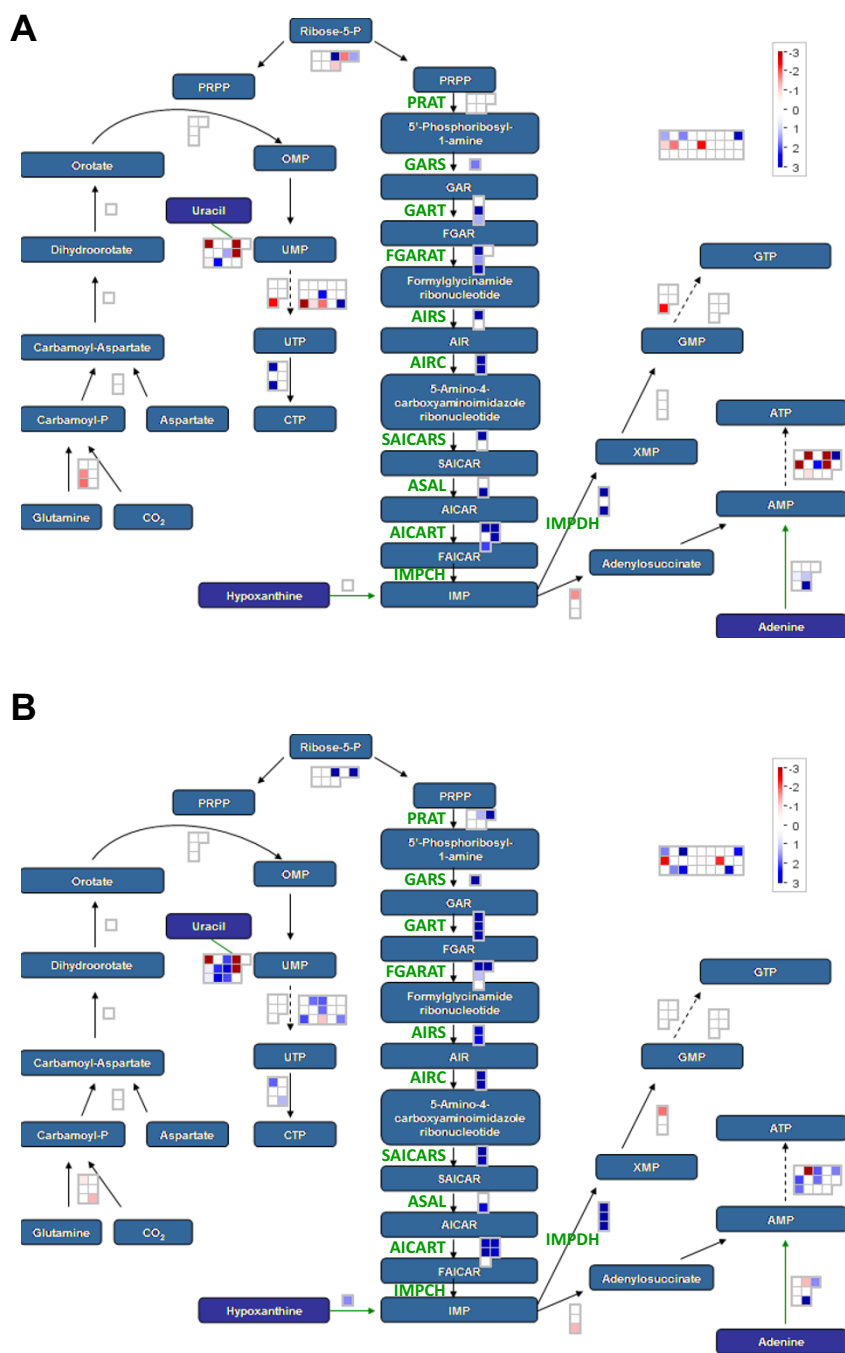 A
Ribose-5-P
PRPP
PRPP
PRAT
5'-Phosphoribosyl-
1-amine
GARS
GAR
GART
FGAR
FGARAT
Formylglycinamide
ribonucleotide
AIRS
AIR
AIRC
5-Amino-4-
carboxyaminoimidazole
ribonucleotide
SAICARS
SAICAR
ASAL
AICAR
AICART
FAICAR
IMPCH
IMP
Hypoxanthine
Orotate
OMP
Uracil
Dihydroorotate
UMP
Carbamoyl-Aspartate
UTP
Carbamoyl-P
Aspartate
CTP
Glutamine
CO2
-3
-2
-1
0
1
2
3
GTP
GMP
XMP
IMPDH
ATP
AMP
Adenylosuccinate
Adenine
B
Ribose-5-P
PRPP
PRPP
PRAT
5'-Phosphoribosyl-
1-amine
GARS
GAR
GART
FGAR
FGARAT
Formylglycinamide
ribonucleotide
AIRS
AIR
AIRC
5-Amino-4-
carboxyaminoimidazole
ribonucleotide
SAICARS
SAICAR
ASAL
AICAR
AICART
FAICAR
IMPCH
IMP
Hypoxanthine
Orotate
OMP
Uracil
Dihydroorotate
UMP
Carbamoyl-Aspartate
UTP
Carbamoyl-P
Aspartate
CTP
Glutamine
CO2
-3
-2
-1
0
1
2
3
GTP
GMP
XMP
IMPDH
ATP
AMP
Adenylosuccinate
Adenine